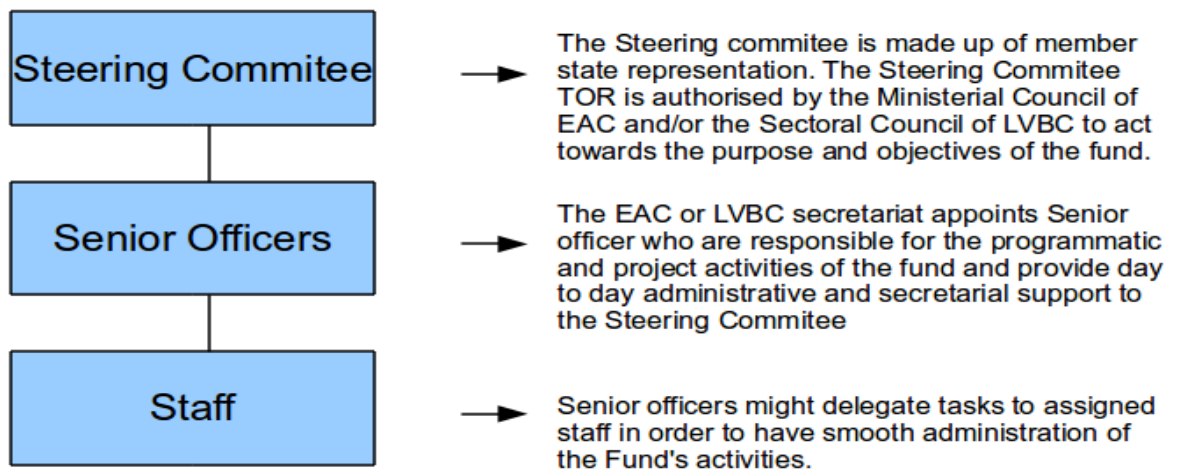 Steering Commitee
The Steering commitee is made up of member
state representation. The Steering Commitee
TOR is authorised by the Ministerial Council of
EAC and/or the Sectoral Council of LVBC to act
towards the purpose and objectives of the fund.
Senior Officers
The EAC or LVBC secretariat appoints Senior
officer who are responsible for the programmatic
and project activities of the fund and provide day
to day administrative and secretarial support to
the Steering Commitee
Staff
Senior officers might delegate tasks to assigned
staff in order to have smooth administration of
the Fund's activities.